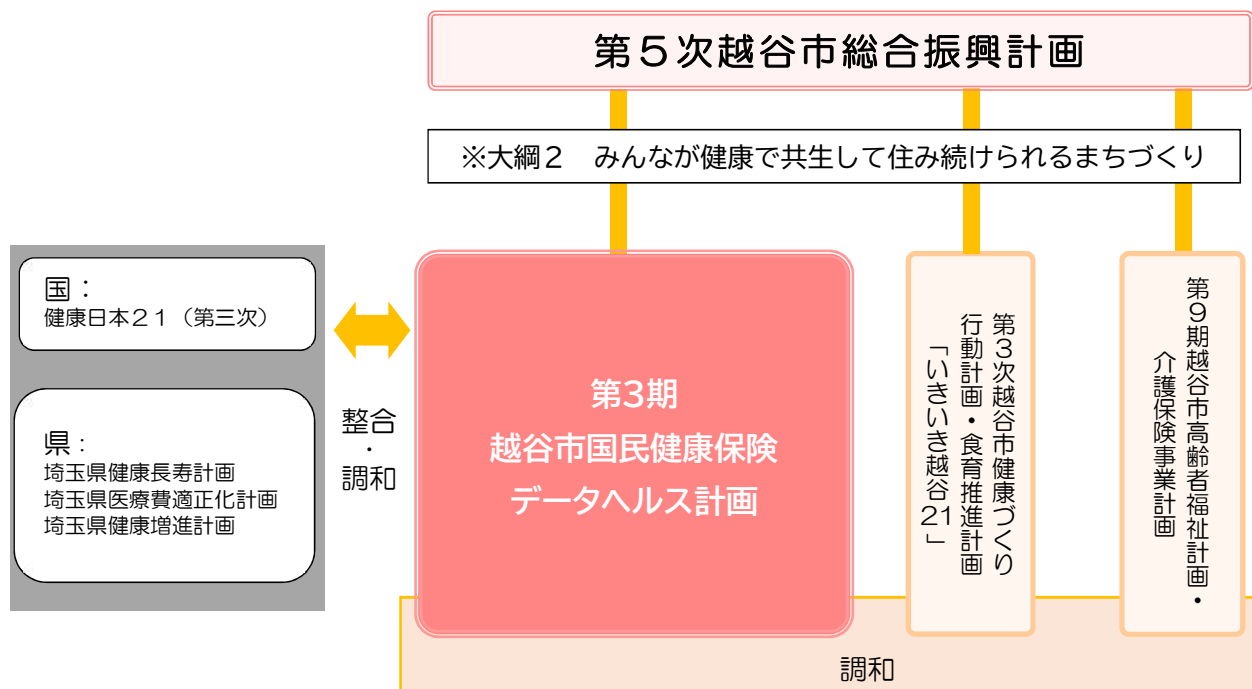 第５次越谷市総合振興計画
※大綱２　みんなが健康で共生して住み続けられるまちづくり
国：
健康日本２１（第三次）
県：
埼玉県健康長寿計画
埼玉県医療費適正化計画
埼玉県健康増進計画
整合
・
調和
第3期
越谷市国民健康保険
データヘルス計画
第３次越谷市健康づくり
行動計画・食育推進計画
「いきいき越谷21」
第９期越谷市高齢者福祉計画・
介護保険事業計画
調和